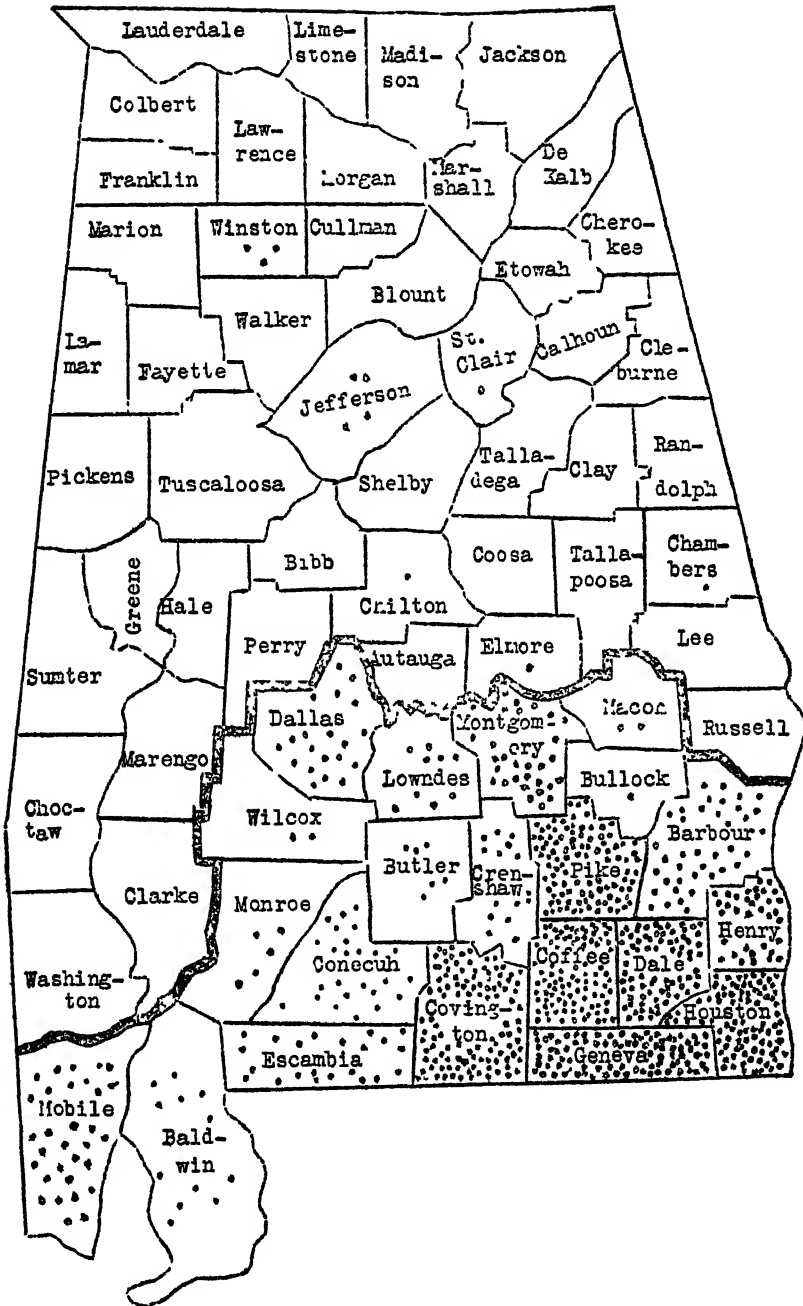 Lauderdale
Lime-
stone
Madi-
son
Jackson
Colbert
Law-
rence
Franklin
Morgan
Mar-
shall
De
Kalb
Marion
Winston
Cullman
Chero-
kee
Etowah
Blount
Walker
La-
mar
Fayette
St.
Clair
Calhoun
Cle-
burne
Jefferson
Pickens
Tuscaloosa
Shelby
Talla-
dega
Clay
Ran-
dolph
Greene
Hale
Bibb
Chilton
Coosa
Talla-
poosa
Cham-
bers
Sumter
Perry
Autauga
Elmore
Lee
Dallas
Montgom
ery
Macon
Russell
Marengo
Lowndes
Bullock
Choc-
taw
Wilcox
Butler
Cren-
shaw
Pike
Barbour
Clarke
Monroe
Henry
Washing-
ton
Conecuh
Coffee
Dale
Coving-
ton
Houston
Escambia
Geneva
Mobile
Bald-
win